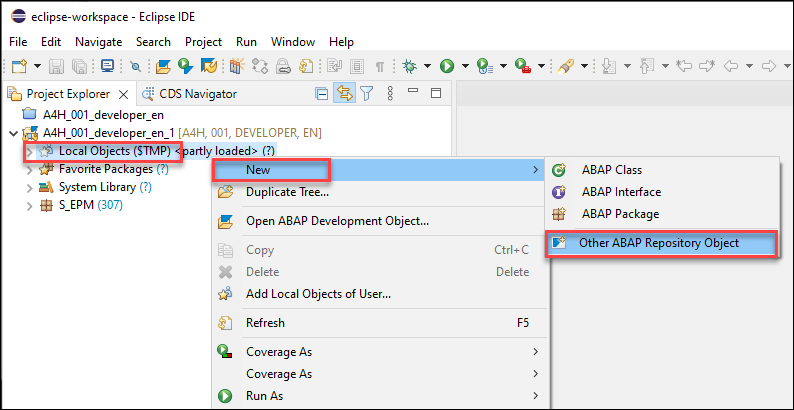 eclipse-workspace - Eclipse IDE
File Edit Navigate Search Project Run Window Help
Project Explorer CDS Navigator
A4H_001_developer_en
A4H_001_developer_en_1 [A4H, 001, DEVELOPER, EN]
Local Objects ($TMP) <partly loaded> (?)
Favorite Packages (?)
System Library (?)
S_EPM (307)
New
Duplicate Tree...
Open ABAP Development Object...
Copy Ctrl+C
Delete Delete
Add Local Objects of User...
Refresh F5
Coverage As
Coverage As
Run As
ABAP Class
ABAP Interface
ABAP Package
Other ABAP Repository Object